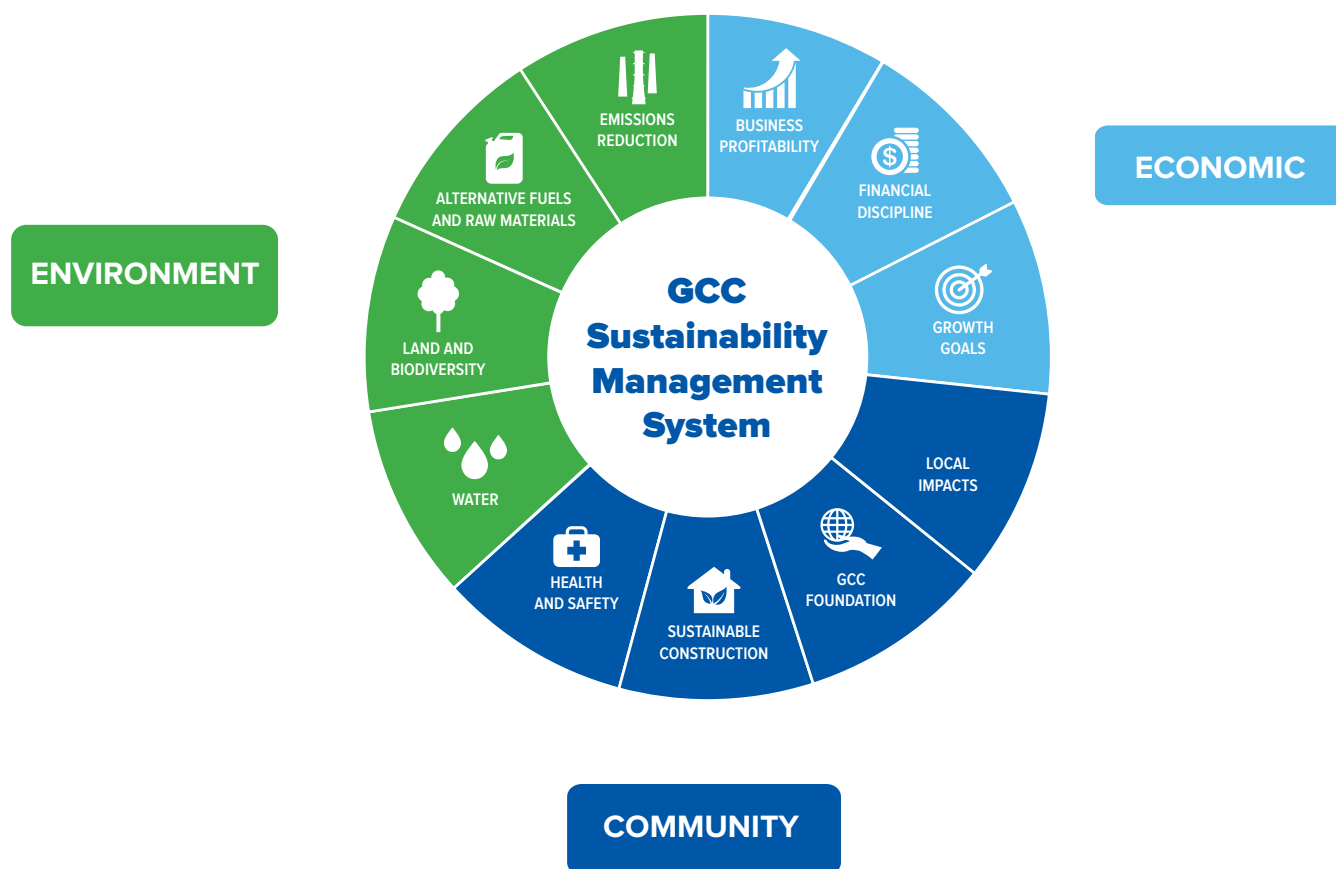 EMISSIONS
REDUCTION
BUSINESS
PROFITABILITY
ECONOMIC
$
FINANCIAL
DISCIPLINE
ALTERNATIVE FUELS
AND RAW MATERIALS
ENVIRONMENT
GCC
Sustainability
Management
System
GROWTH
GOALS
LAND AND
BIODIVERSITY
LOCAL
IMPACTS
WATER
HEALTH
AND SAFETY
GCC
FOUNDATION
SUSTAINABLE
CONSTRUCTION
COMMUNITY